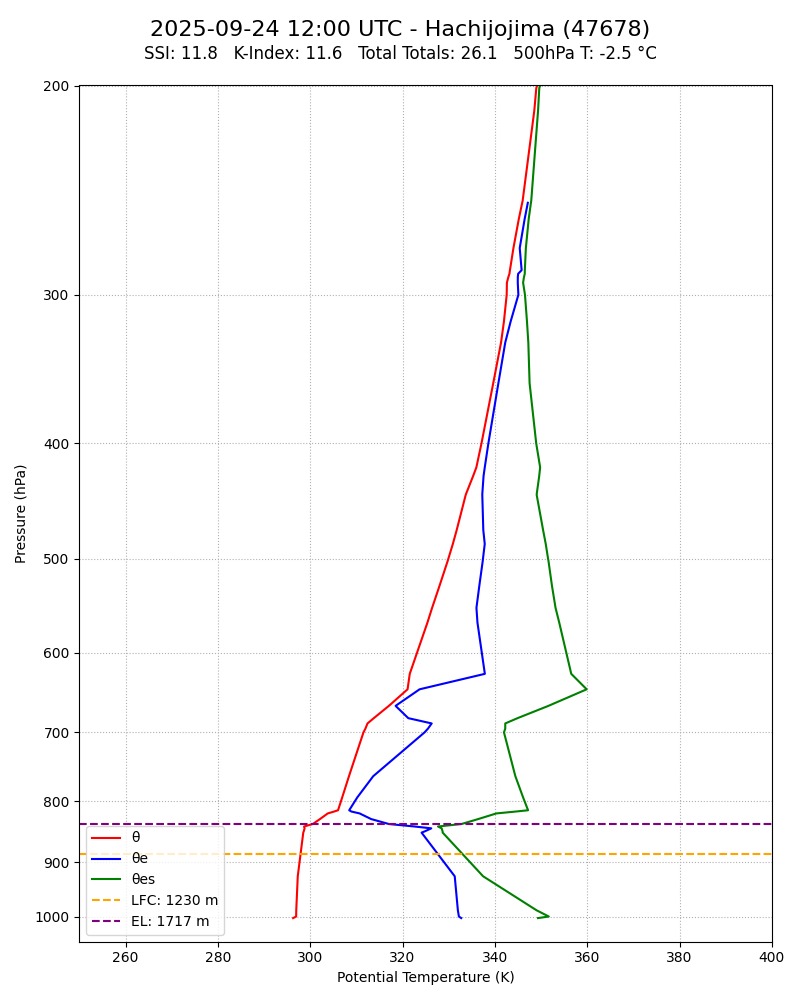 2025-09-24 12:00 UTC - Hachijojima (47678)
SSI: 11.8 K-Index: 11.6 Total Totals: 26.1 500hPa T: -2.5 °C
200
300
400
500
600
700
800
900
1000
Pressure (hPa)
θ
θe
θes
LFC: 1230 m
EL: 1717 m
260 280 300 320 340 360 380 400
Potential Temperature (K)